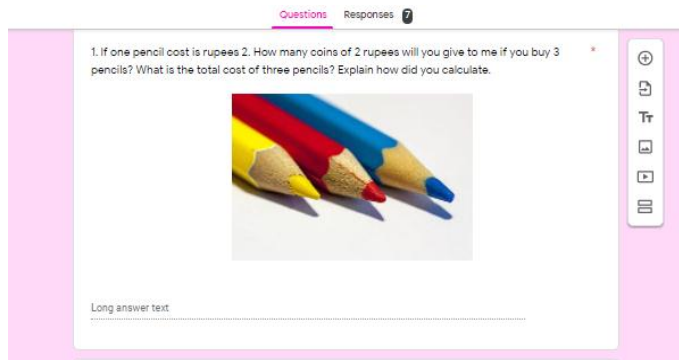 Questions Responses 7
1. If one pencil cost is rupees 2. How many coins of 2 rupees will you give to me if you buy 3 *
pencils? What is the total cost of three pencils? Explain how did you calculate.
Tт
Long answer text